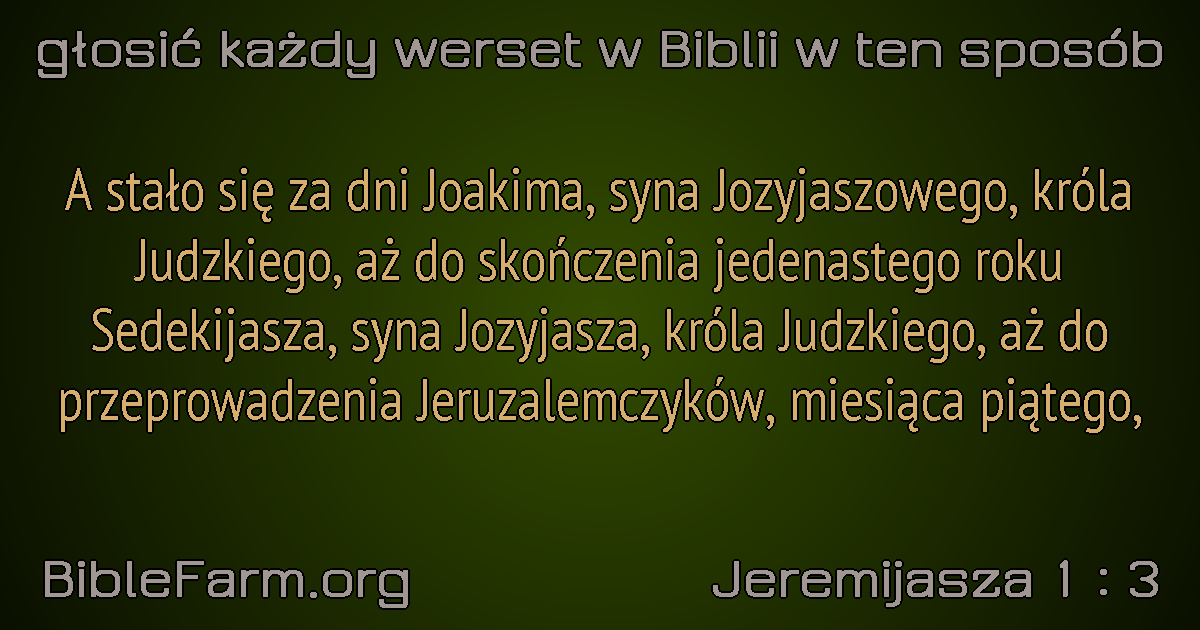 głosić każdy werset w Biblii w ten sposób
A stało się za dni Joakima, syna Jozyjaszowego, króla
Judzkiego, aż do skończenia jedenastego roku
Sedekijasza, syna Jozyjasza, króla Judzkiego, aż do
przeprowadzenia Jeruzalemczyków, miesiąca piątego,
BibleFarm.org
Jeremijasza 1 : 3